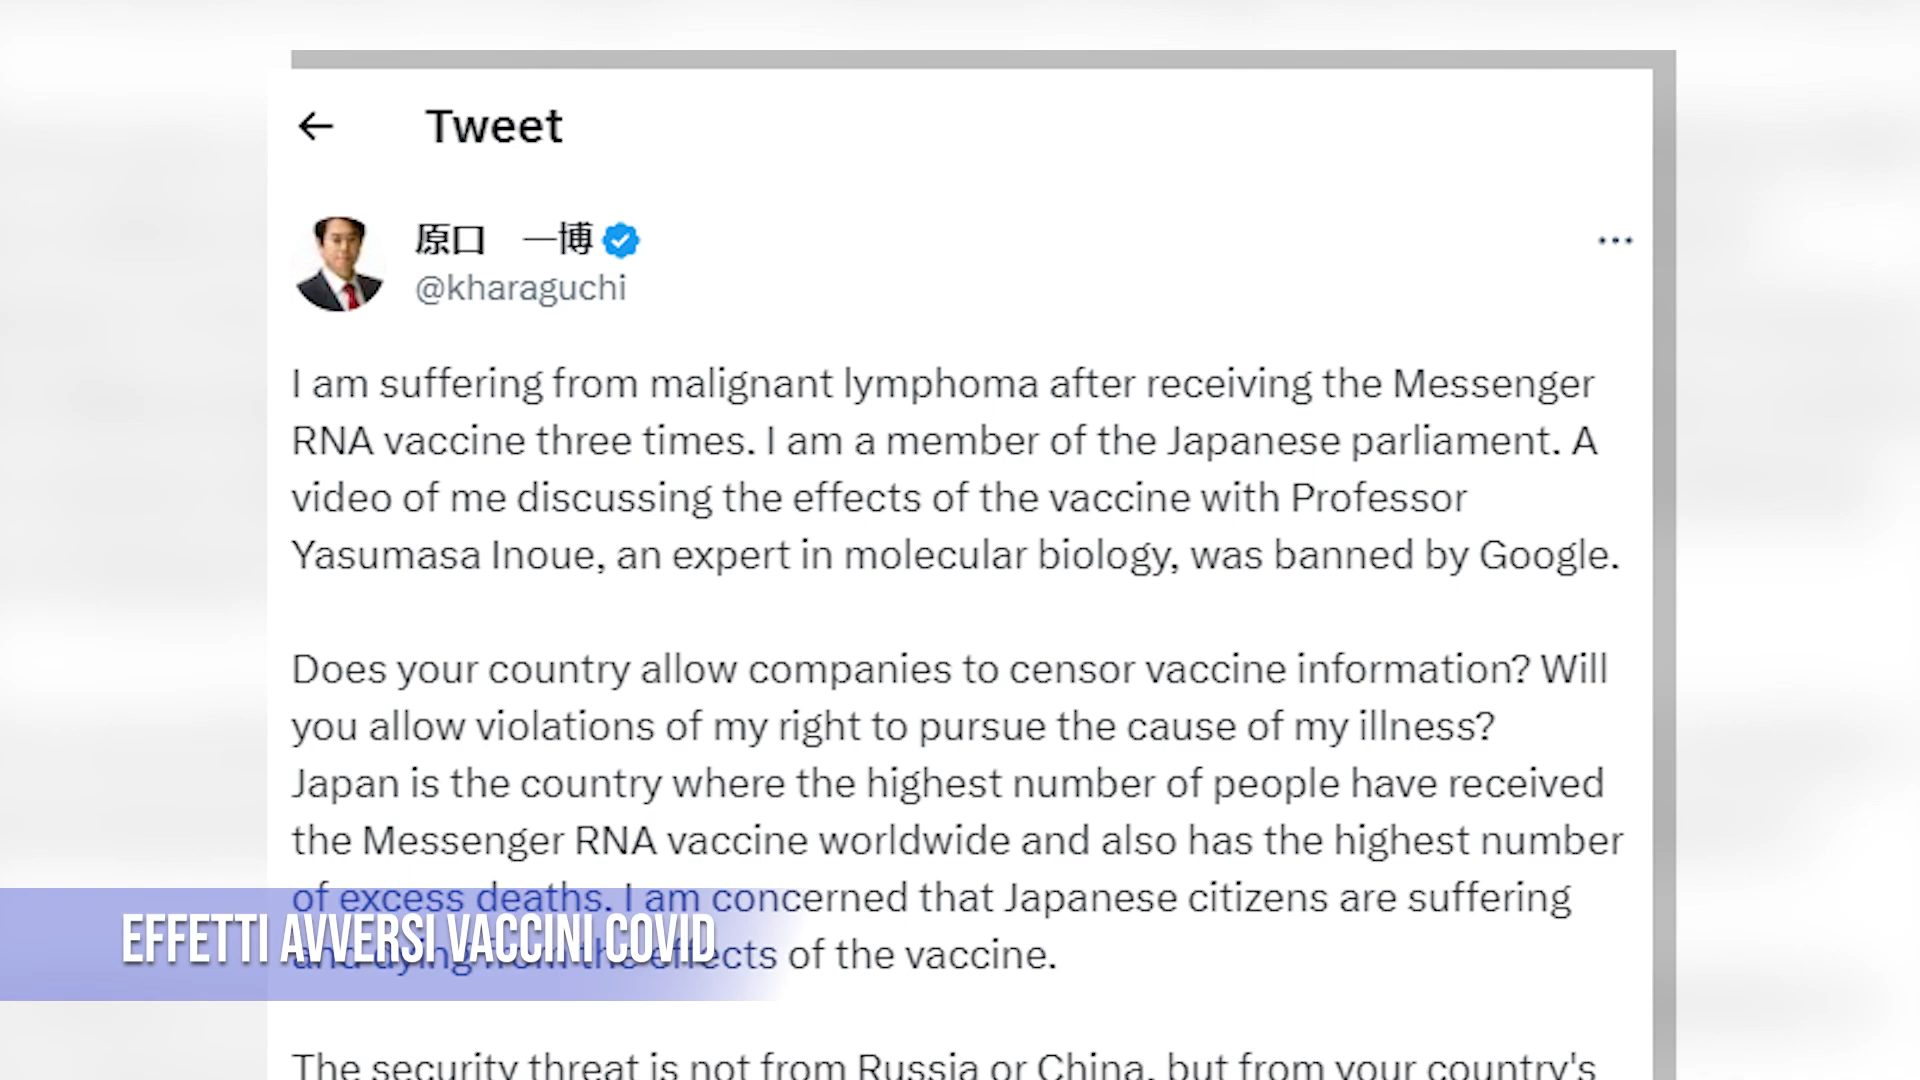 Tweet
原口 一博
@kharaguchi
I am suffering from malignant lymphoma after receiving the Messenger
RNA vaccine three times. I am a member of the Japanese parliament. A
video of me discussing the effects of the vaccine with Professor
Yasumasa Inoue, an expert in molecular biology, was banned by Google.
Does your country allow companies to censor vaccine information? Will
you allow violations of my right to pursue the cause of my illness?
Japan is the country where the highest number of people have received
the Messenger RNA vaccine worldwide and also has the highest number
of excess deaths. I am concerned that Japanese citizens are suffering
and dying from the effects of the vaccine.
EFFETTI AVVERSI VACCINI COVID
The security threat is not from Russia or China, but from your country's